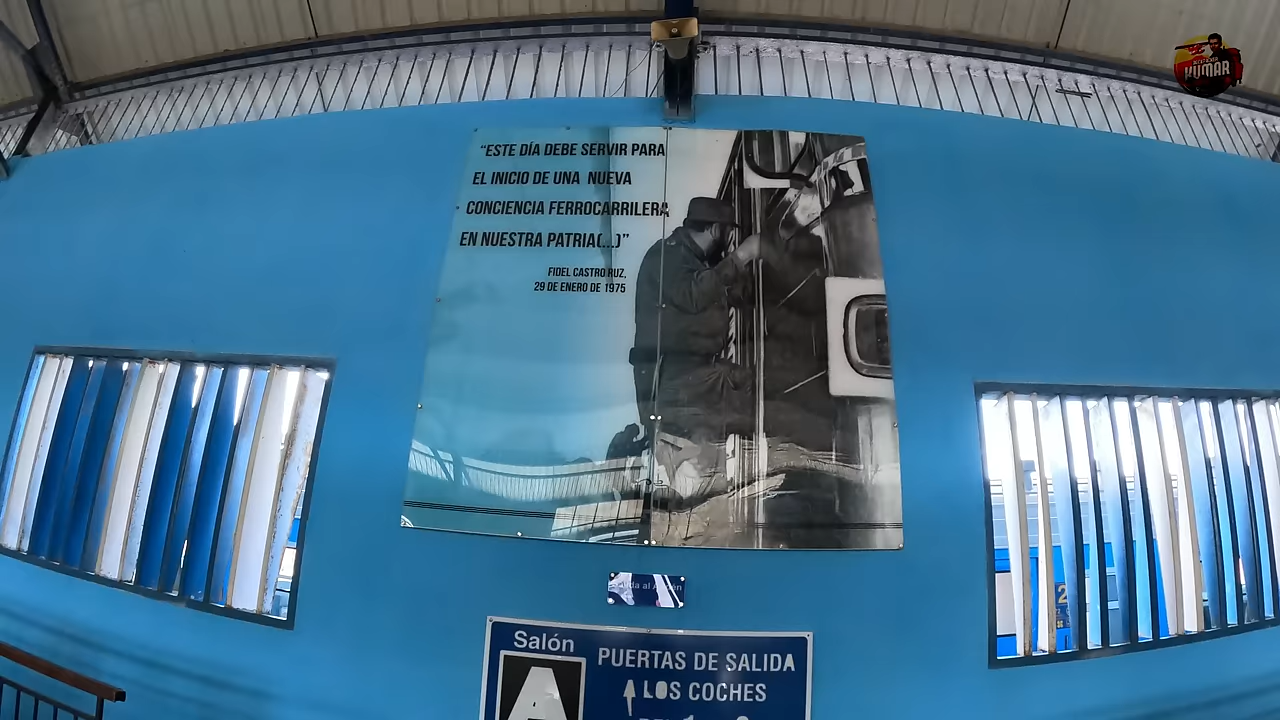 “ESTE DÍA DEBE SERVIR PARA
EL INICIO DE UNA NUEVA
CONCIENCIA FERROCARRILERA
EN NUESTRA PATRIA(...)”
FIDEL CASTRO RUZ,
29 DE ENERO DE 1975
Salón
A
PUERTAS DE SALIDA
LOS COCHES
KUMAR